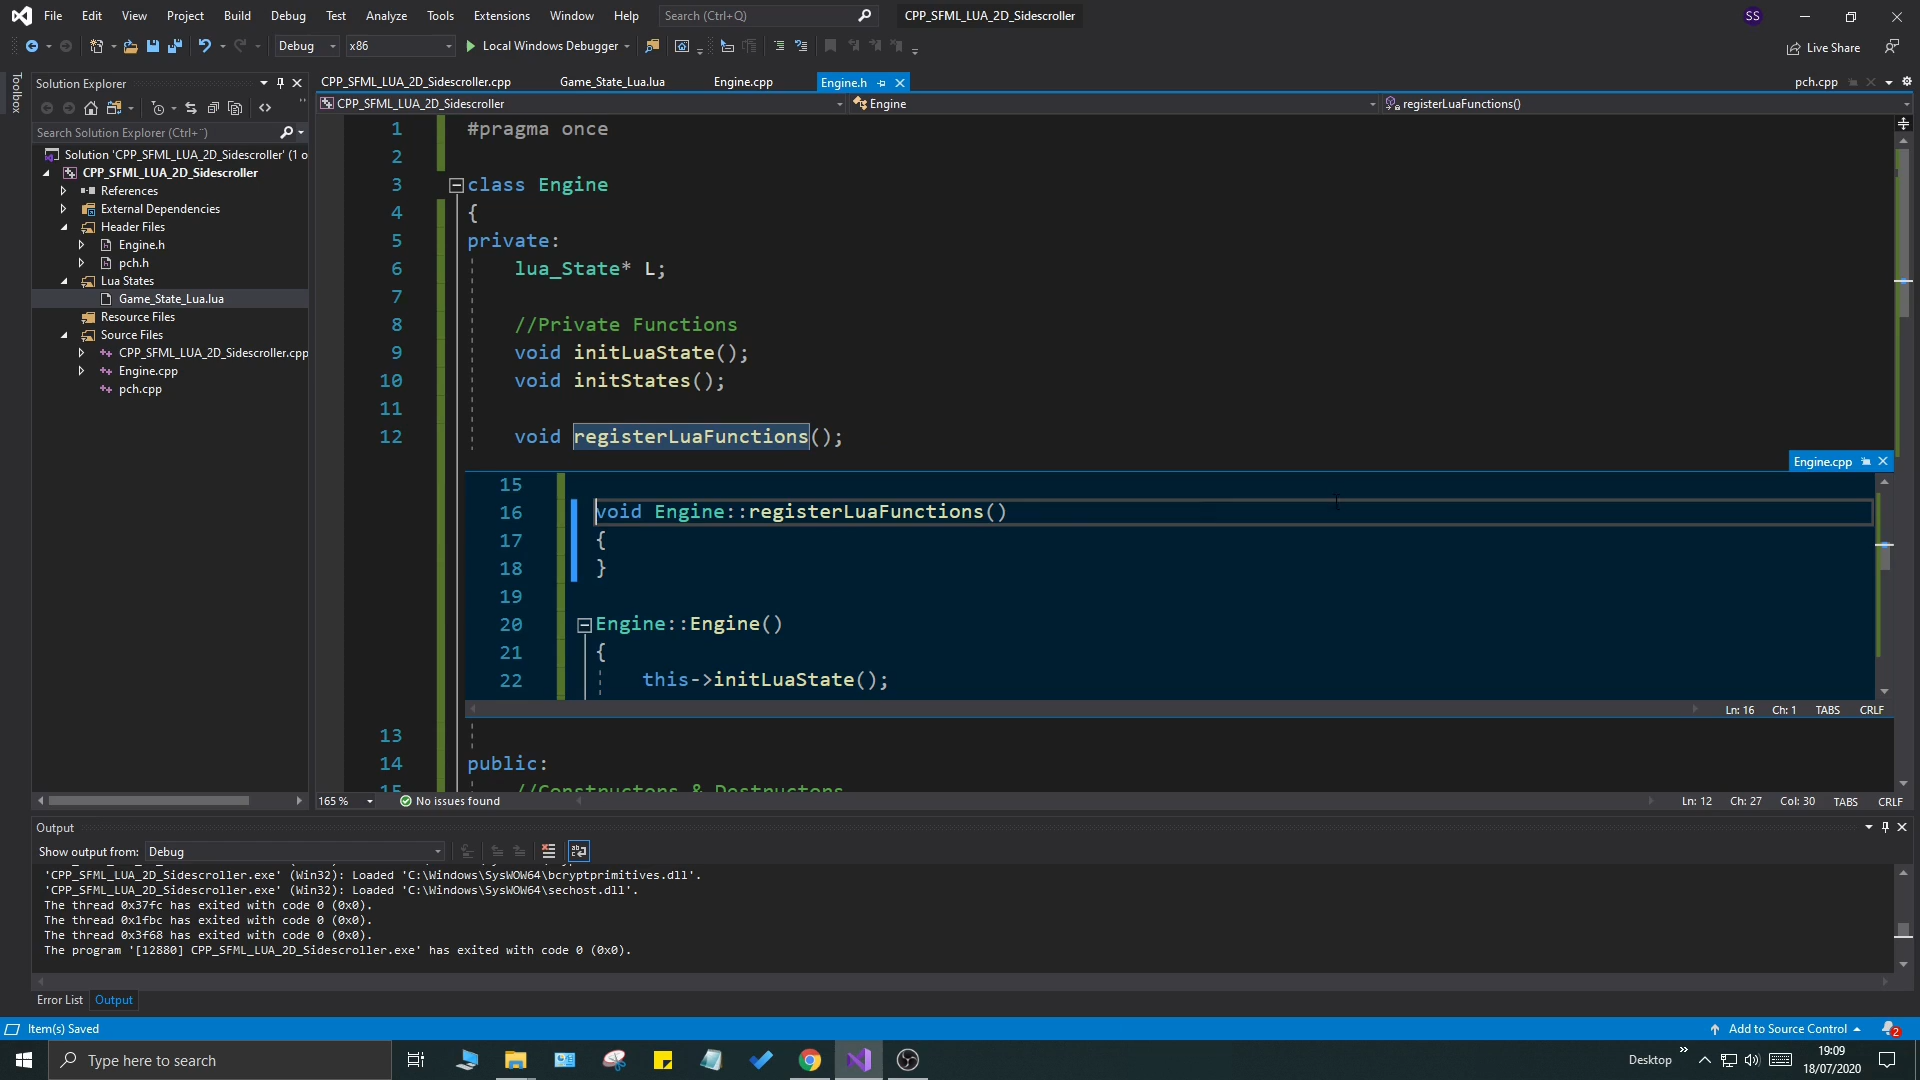 File Edit View Project Build Debug Test Analyze Tools Extensions Window Help Search (Ctrl+Q) CPP_SFML_LUA_2D_Sidescroller SS
Debug x86 Local Windows Debugger Live Share
Toolbox
Solution Explorer
Search Solution Explorer (Ctrl+¨)
Solution 'CPP_SFML_LUA_2D_Sidescroller' (1 o
CPP_SFML_LUA_2D_Sidescroller
References
External Dependencies
Header Files
Engine.h
pch.h
Lua States
Game_State_Lua.lua
Resource Files
Source Files
CPP_SFML_LUA_2D_Sidescroller.cpp
Engine.cpp
pch.cpp
CPP_SFML_LUA_2D_Sidescroller.cpp Game_State_Lua.lua Engine.cpp Engine.h pch.cpp
CPP_SFML_LUA_2D_Sidescroller Engine registerLuaFunctions()
1 #pragma once
2
3 class Engine
4 {
5 private:
6 lua_State* L;
7
8 //Private Functions
9 void initLuaState();
10 void initStates();
11
12 void registerLuaFunctions();
Engine.cpp
15
16 void Engine::registerLuaFunctions()
17 {
18 }
19
20 Engine::Engine()
21 {
22 this->initLuaState();
Ln: 16 Ch: 1 TABS CRLF
13
14 public:
15 //Constructors & Destructors
165 % No issues found Ln: 12 Ch: 27 Col: 30 TABS CRLF
Output
Show output from: Debug
'CPP_SFML_LUA_2D_Sidescroller.exe' (Win32): Loaded 'C:\Windows\SysWOW64\bcryptprimitives.dll'.
'CPP_SFML_LUA_2D_Sidescroller.exe' (Win32): Loaded 'C:\Windows\SysWOW64\sechost.dll'.
The thread 0x37fc has exited with code 0 (0x0).
The thread 0x1fbc has exited with code 0 (0x0).
The thread 0x3f68 has exited with code 0 (0x0).
The program '[12880] CPP_SFML_LUA_2D_Sidescroller.exe' has exited with code 0 (0x0).
Error List Output
Item(s) Saved Add to Source Control 2
Type here to search Desktop 19:09
18/07/2020